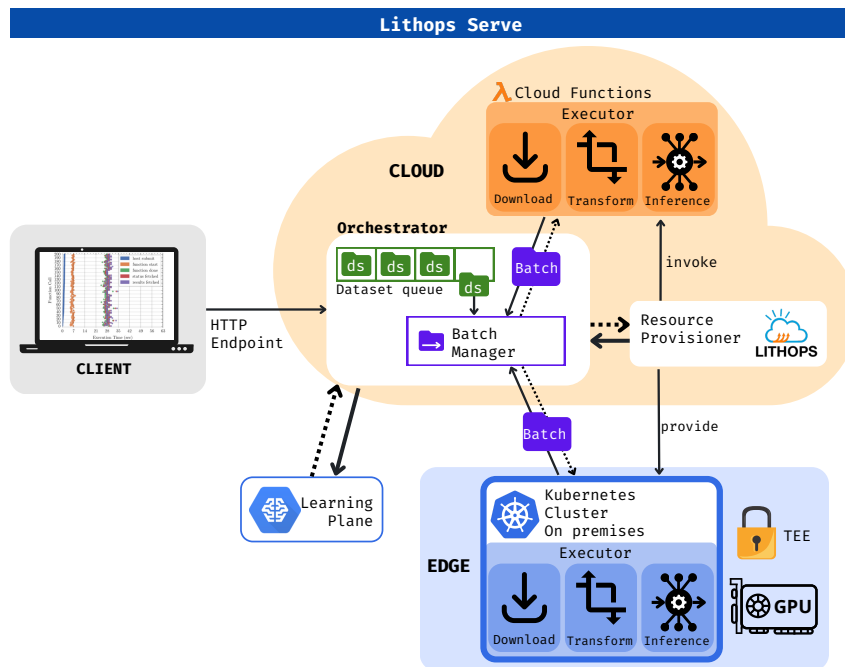 Lithops Serve
λ Cloud Functions
Executor
Download
Transform
Inference
CLOUD
Orchestrator
ds
ds
ds
ds
Dataset queue
Batch
Batch
Manager
invoke
Resource
Provisioner
LITHOPS
HTTP
Endpoint
CLIENT
Batch
provide
Learning
Plane
Kubernetes
Cluster
On premises
EDGE
Executor
Download
Transform
Inference
TEE
GPU